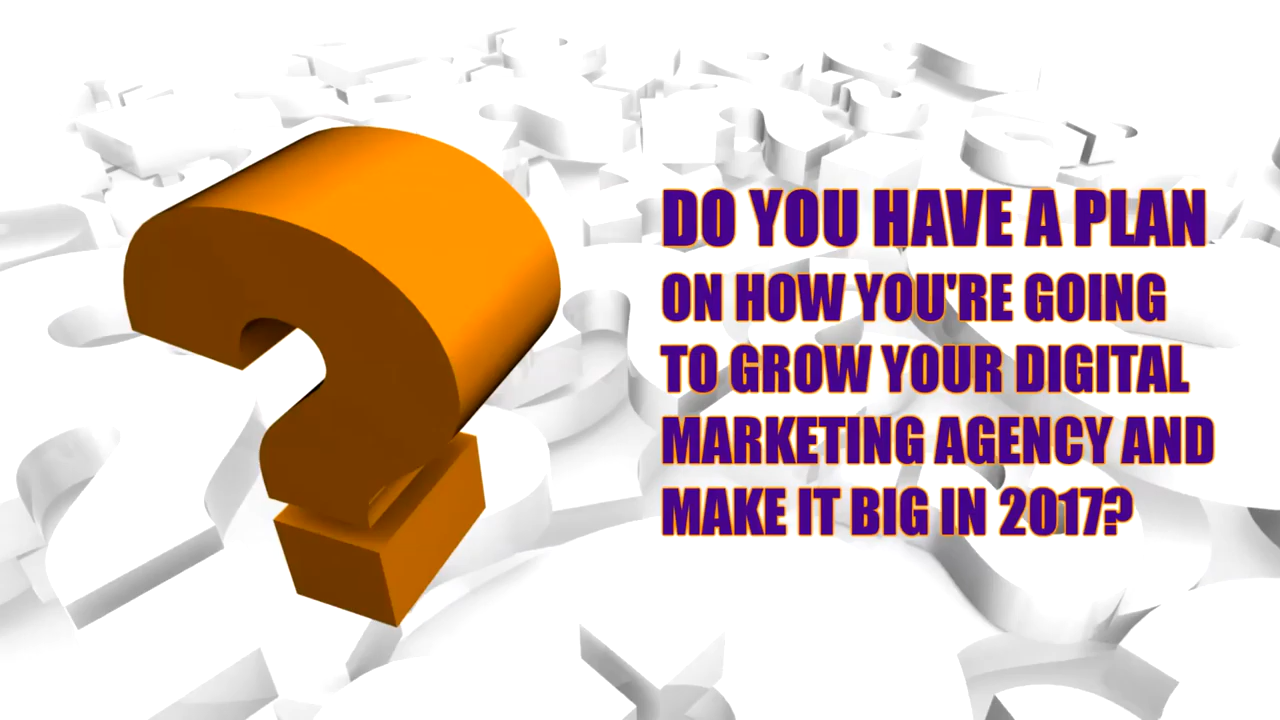 DO YOU HAVE A PLAN
ON HOW YOU'RE GOING
TO GROW YOUR DIGITAL
MARKETING AGENCY AND
MAKE IT BIG IN 2017?